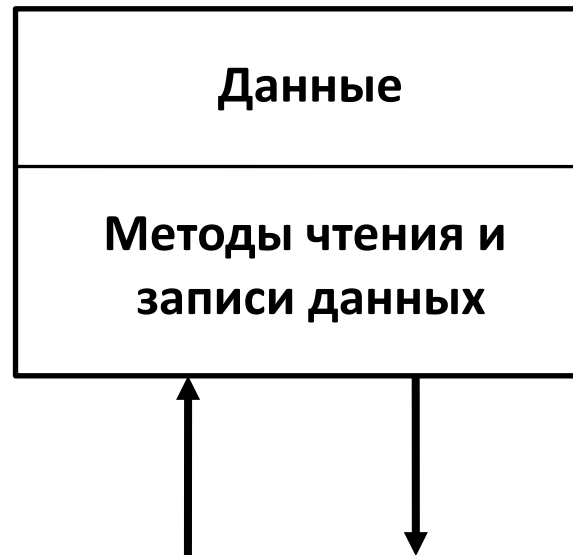 Данные
Методы чтения и
записи данных